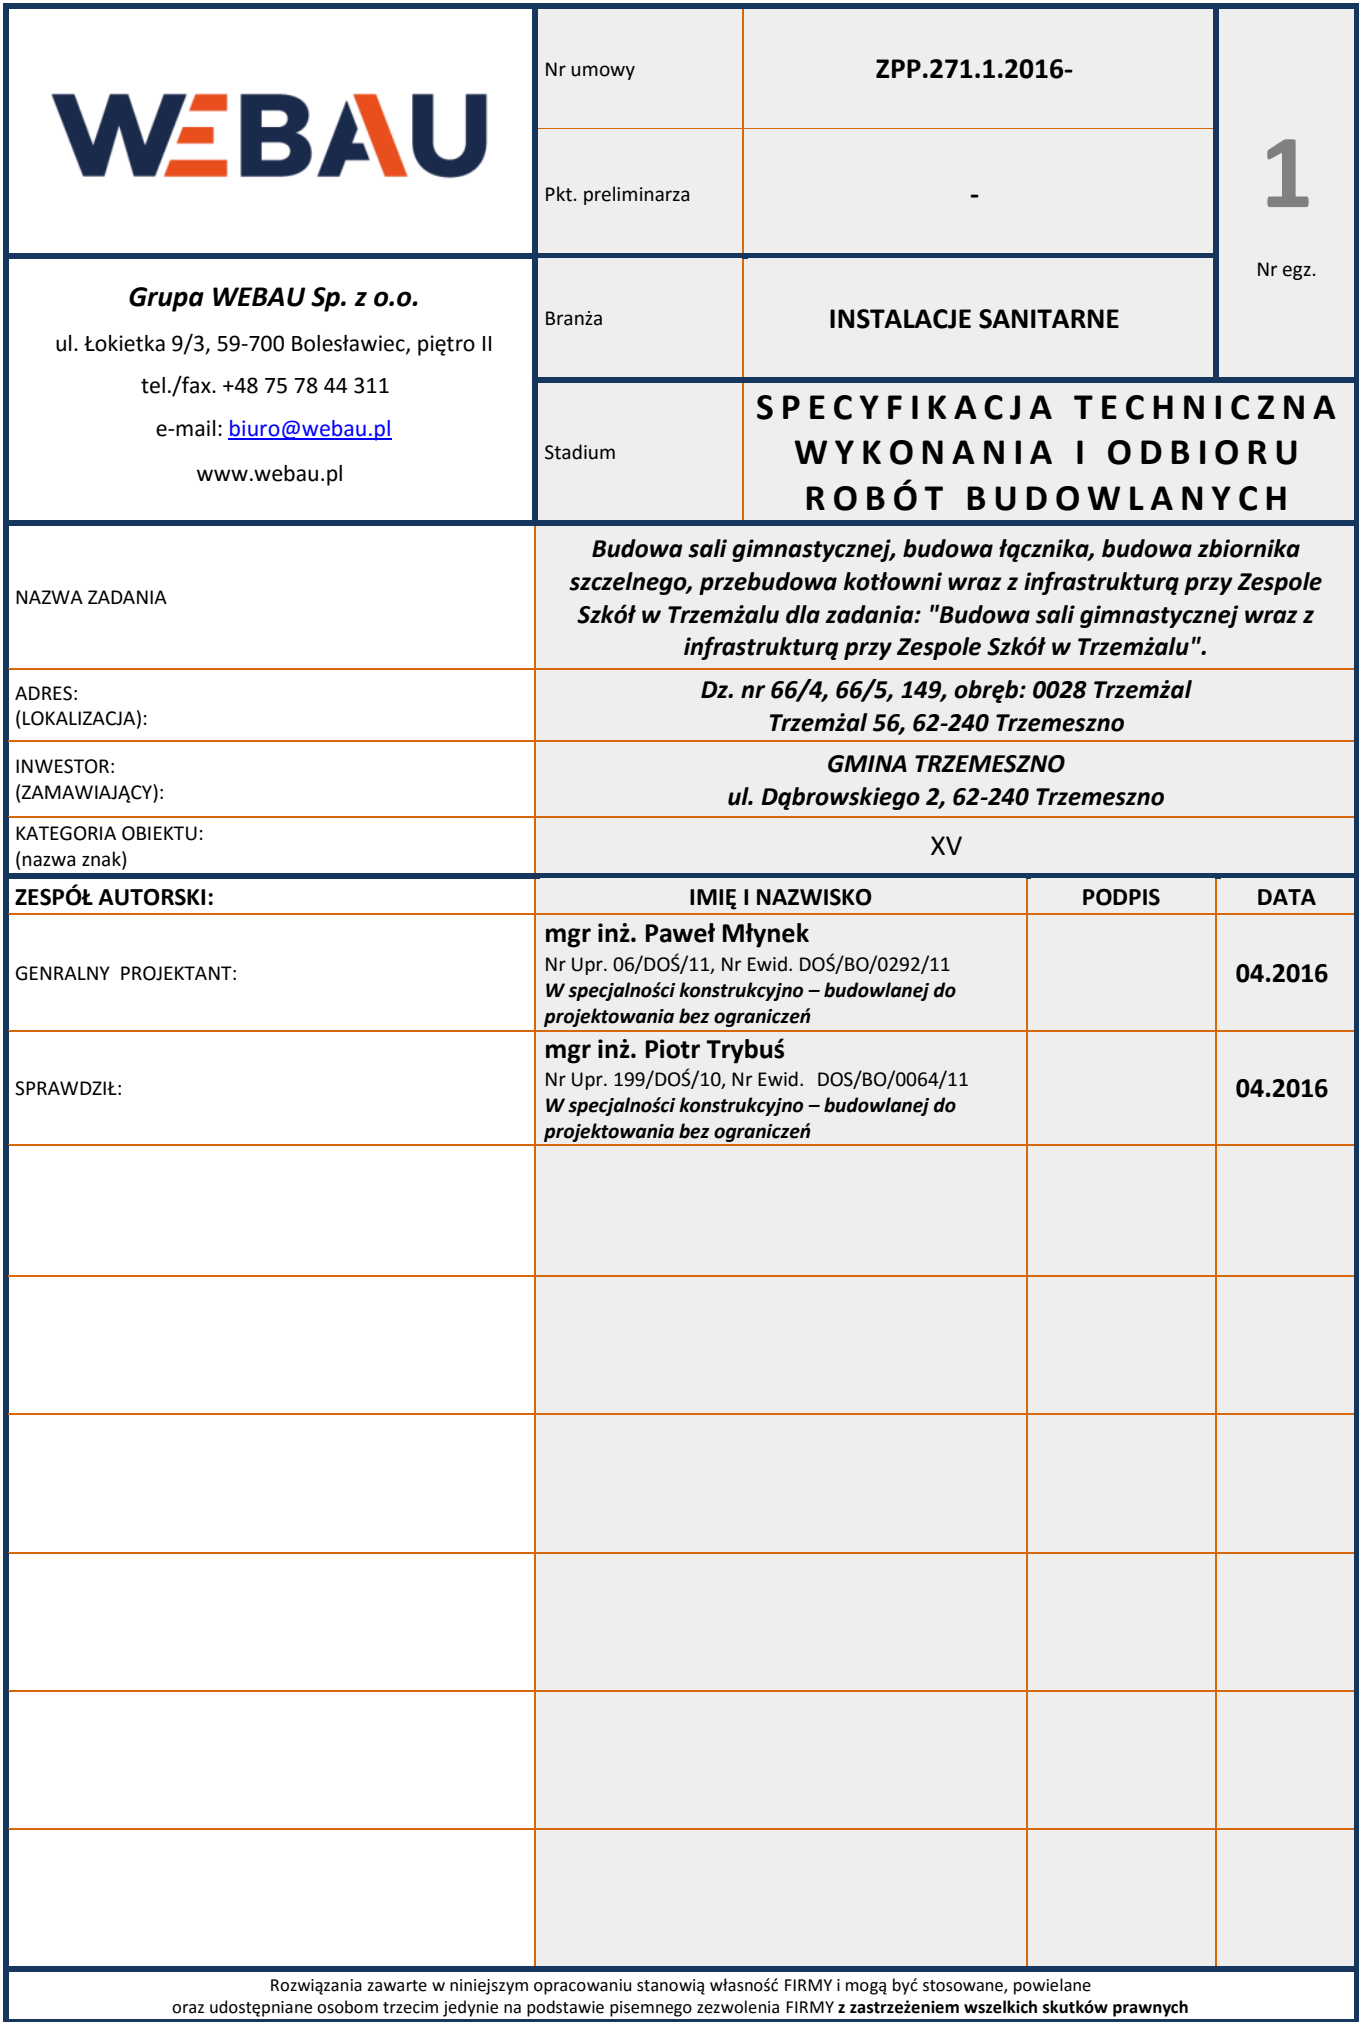 WEBAU
Nr umowy
ZPP.271.1.2016-
1
Nr egz.
Pkt. preliminarza
-
Grupa WEBAU Sp. z o.o.
ul. Łokietka 9/3, 59-700 Bolesławiec, piętro II
tel./fax. +48 75 78 44 311
e-mail: biuro@webau.pl
www.webau.pl
Branża
INSTALACJE SANITARNE
Stadium
SPECYFIKACJA TECHNICZNA
WYKONANIA I ODBIORU
ROBÓT BUDOWLANYCH
NAZWA ZADANIA
Budowa sali gimnastycznej, budowa łącznika, budowa zbiornika
szczelnego, przebudowa kotłowni wraz z infrastrukturą przy Zespole
Szkół w Trzemżalu dla zadania: "Budowa sali gimnastycznej wraz z
infrastrukturą przy Zespole Szkół w Trzemżalu".
ADRES:
(LOKALIZACJA):
Dz. nr 66/4, 66/5, 149, obręb: 0028 Trzemżal
Trzemżal 56, 62-240 Trzemeszno
INWESTOR:
(ZAMAWIAJĄCY):
GMINA TRZEMESZNO
ul. Dąbrowskiego 2, 62-240 Trzemeszno
KATEGORIA OBIEKTU:
(nazwa znak)
XV
ZESPÓŁ AUTORSKI:
IMIĘ I NAZWISKO
PODPIS
DATA
GENRALNY PROJEKTANT:
mgr inż. Paweł Młynek
Nr Upr. 06/DOŚ/11, Nr Ewid. DOŚ/BO/0292/11
W specjalności konstrukcyjno – budowlanej do
projektowania bez ograniczeń
04.2016
SPRAWDZIŁ:
mgr inż. Piotr Trybuś
Nr Upr. 199/DOŚ/10, Nr Ewid. DOS/BO/0064/11
W specjalności konstrukcyjno – budowlanej do
projektowania bez ograniczeń
04.2016
Rozwiązania zawarte w niniejszym opracowaniu stanowią własność FIRMY i mogą być stosowane, powielane
oraz udostępniane osobom trzecim jedynie na podstawie pisemnego zezwolenia FIRMY z zastrzeżeniem wszelkich skutków prawnych